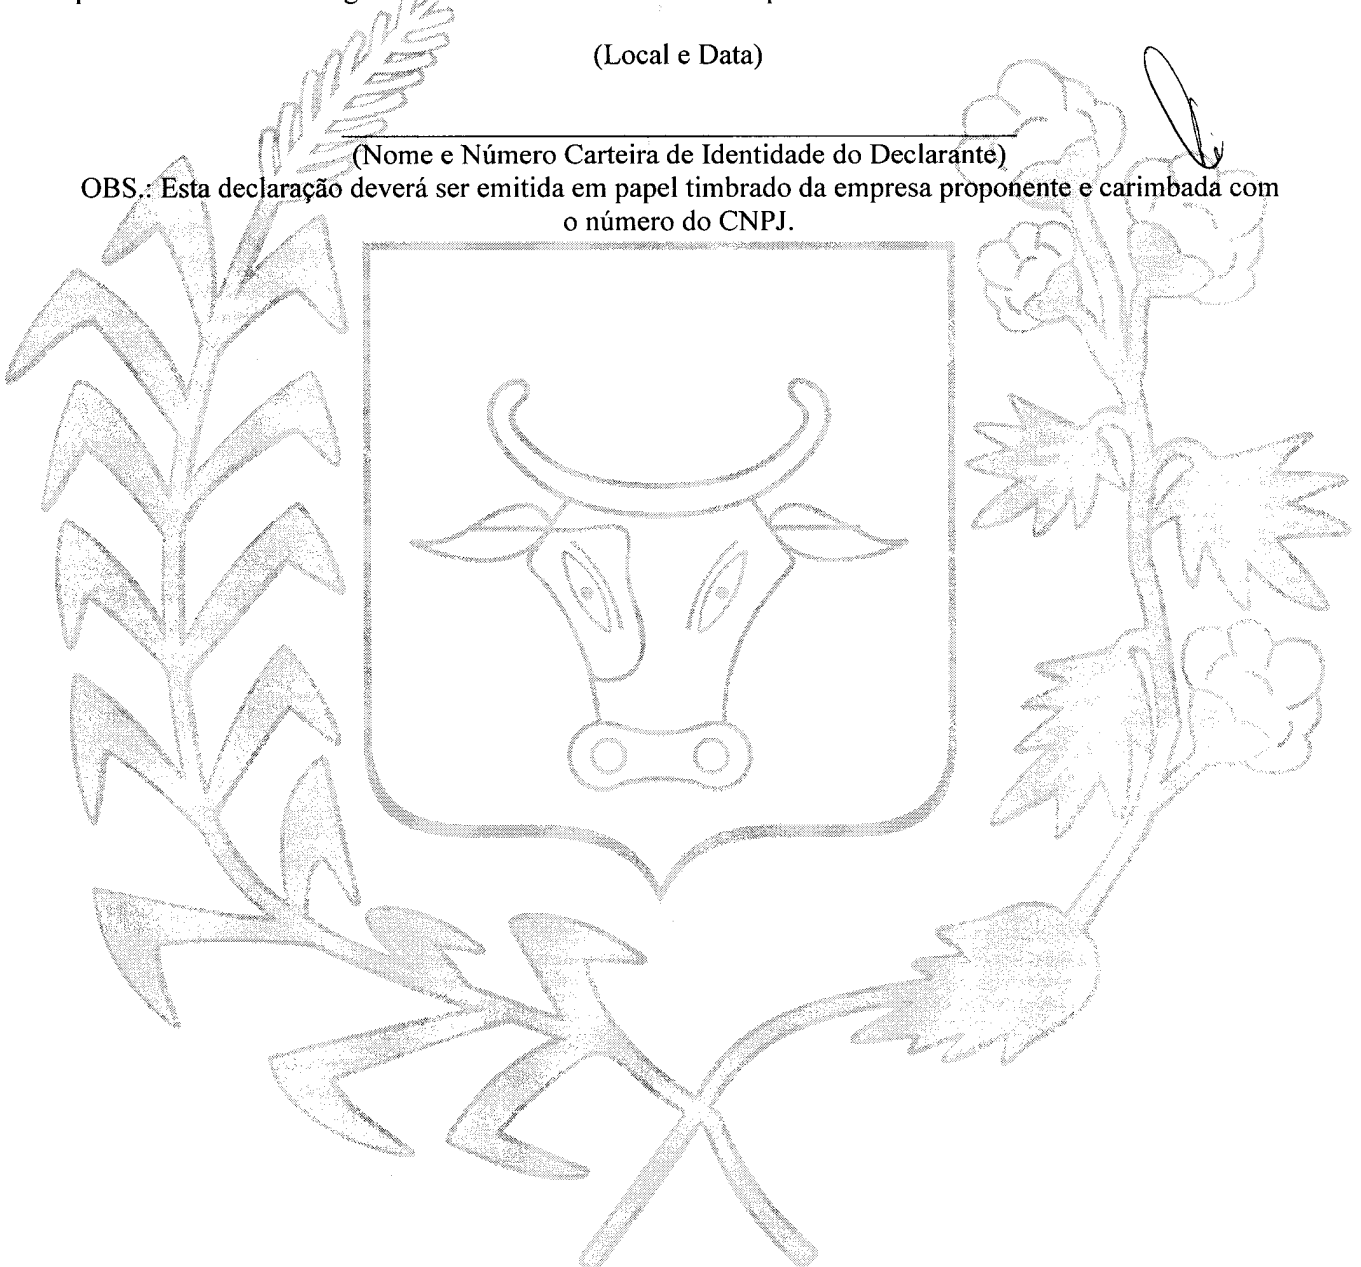 (Local e Data)
(Nome e Número Carteira de Identidade do Declarante)
OBS.: Esta declaração deverá ser emitida em papel timbrado da empresa proponente e carimbada com
o número do CNPJ.